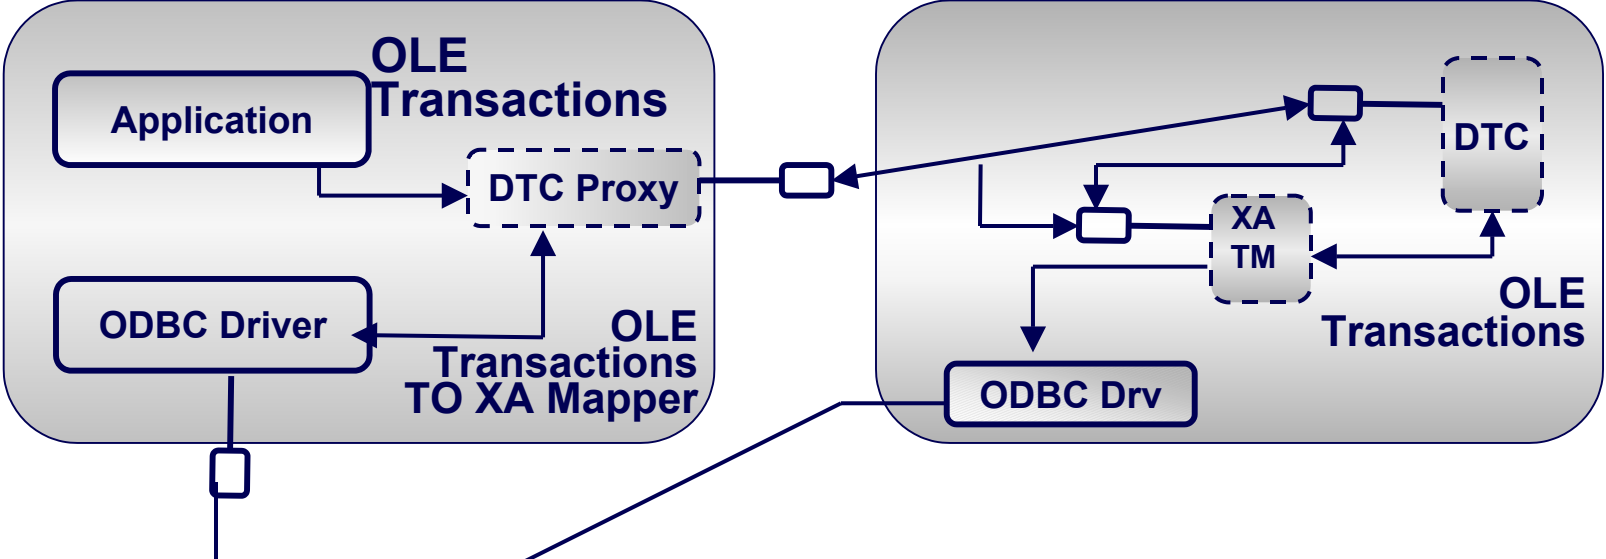 OLE
Transactions
Application
DTC Proxy
ODBC Driver
OLE
Transactions
TO XA Mapper
DTC
XA
TM
OLE
Transactions
ODBC Drv